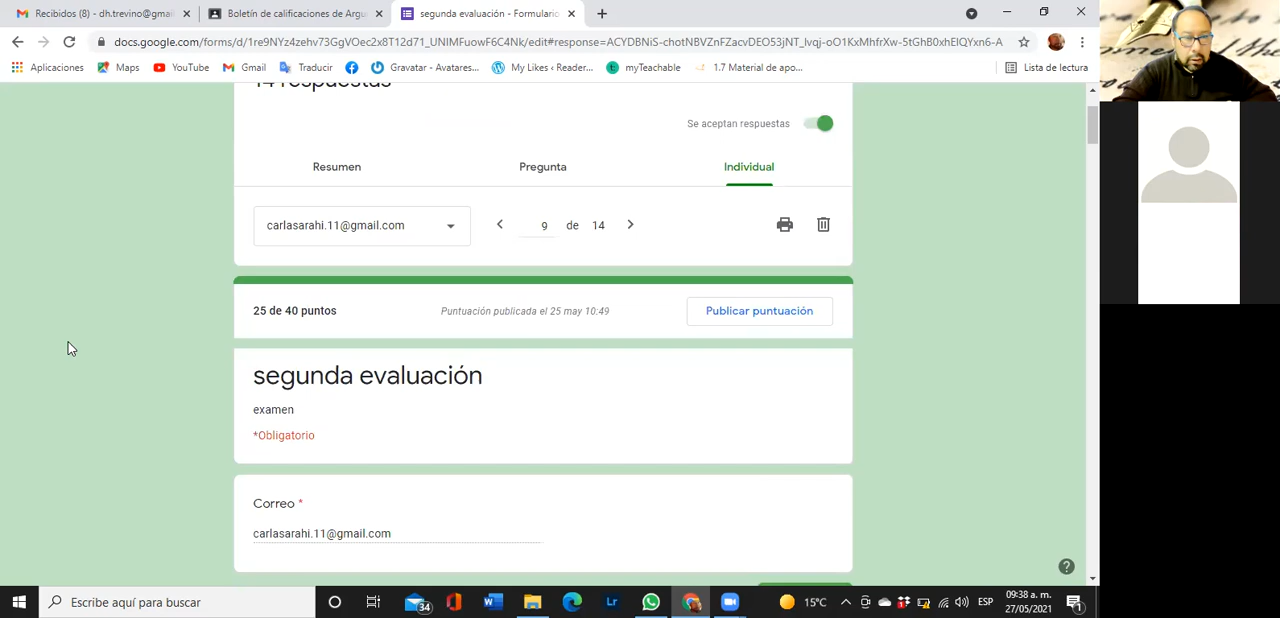 Recibidos (8) - dh.trevino@gmai
Boletín de calificaciones de Argu
segunda evaluación - Formulario
docs.google.com/forms/d/1re9NYz4zehv73GgVOec2x8T12d71_UNIMFuowF6C4Nk/edit#response=ACYDBNiS-chotNBVZnFZacvDEO53jNT_lvqj-oO1KxMhfrXw-5tGhB0xhEIQYxn6-A
Aplicaciones
Maps
YouTube
Gmail
Traducir
Gravatar - Avatares...
My Likes ‹ Reader...
myTeachable
1.7 Material de apo...
Lista de lectura
14 respuestas
Se aceptan respuestas
Resumen
Pregunta
Individual
carlasarahi.11@gmail.com
9 de 14
25 de 40 puntos
Puntuación publicada el 25 may 10:49
Publicar puntuación
segunda evaluación
examen
*Obligatorio
Correo *
carlasarahi.11@gmail.com
Escribe aquí para buscar
34
15°C
ESP
09:38 a. m.
27/05/2021
1